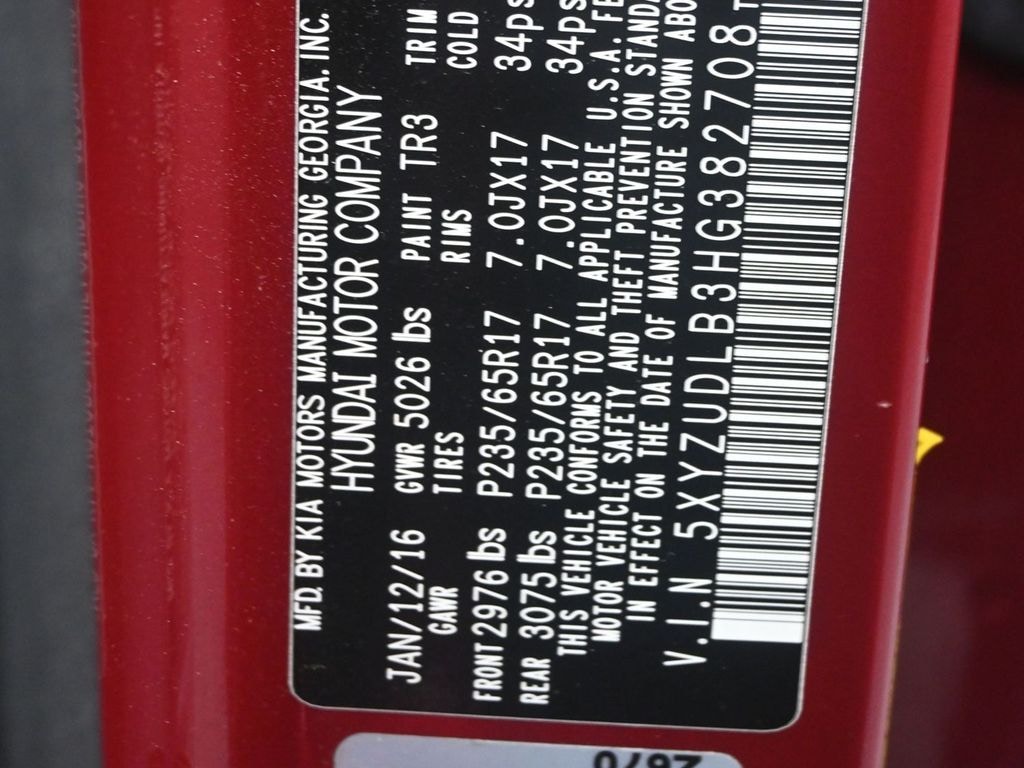 MFD. BY KIA MOTORS MANUFACTURING GEORGIA, INC.
HYUNDAI MOTOR COMPANY
JAN/12/16 GVWR 5026 lbs PAINT TR3 TRIM
GAWR TIRES RIMS COLD
FRONT 2976 lbs P235/65R17 7.0JX17 34ps
REAR 3075 lbs P235/65R17 7.0JX17 34ps
THIS VEHICLE CONFORMS TO ALL APPLICABLE U.S.A. FE
MOTOR VEHICLE SAFETY AND THEFT PREVENTION STANDA
IN EFFECT ON THE DATE OF MANUFACTURE SHOWN ABO
V.I.N 5XYZUDLB3HG382708 T